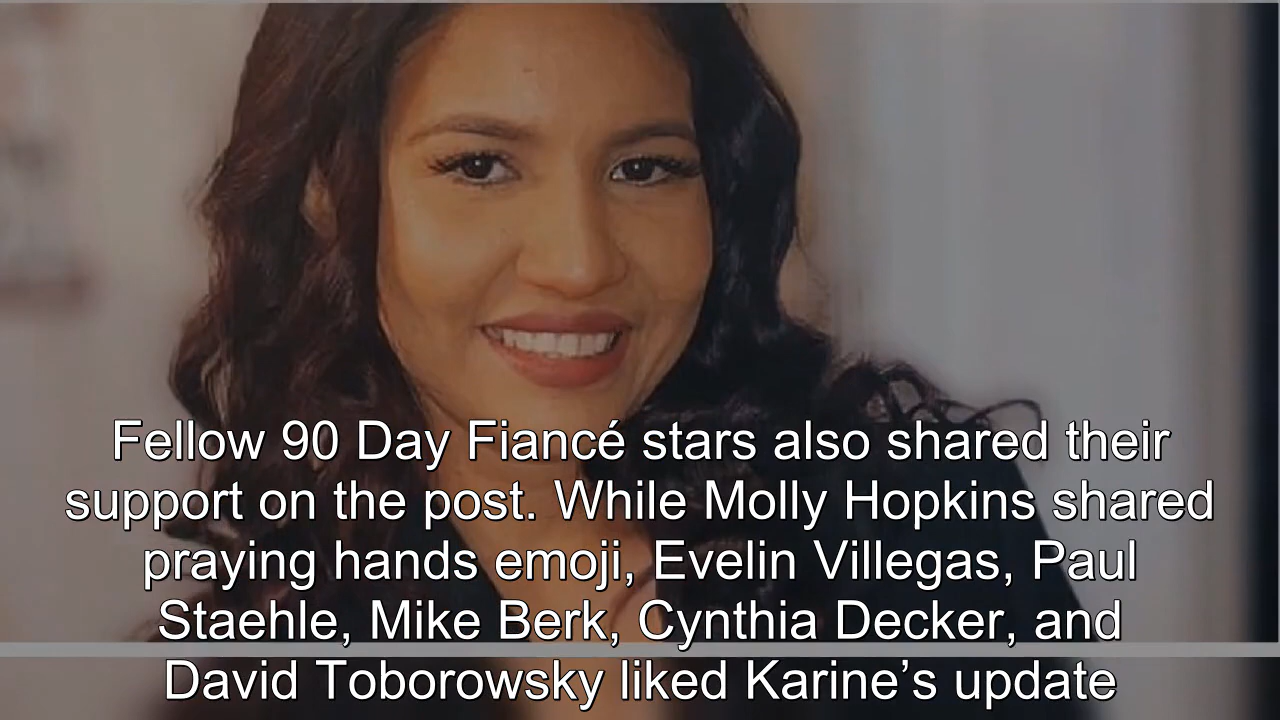 Fellow 90 Day Fiancé stars also shared their
support on the post. While Molly Hopkins shared
praying hands emoji, Evelin Villegas, Paul
Staehle, Mike Berk, Cynthia Decker, and
David Toborowsky liked Karine’s update